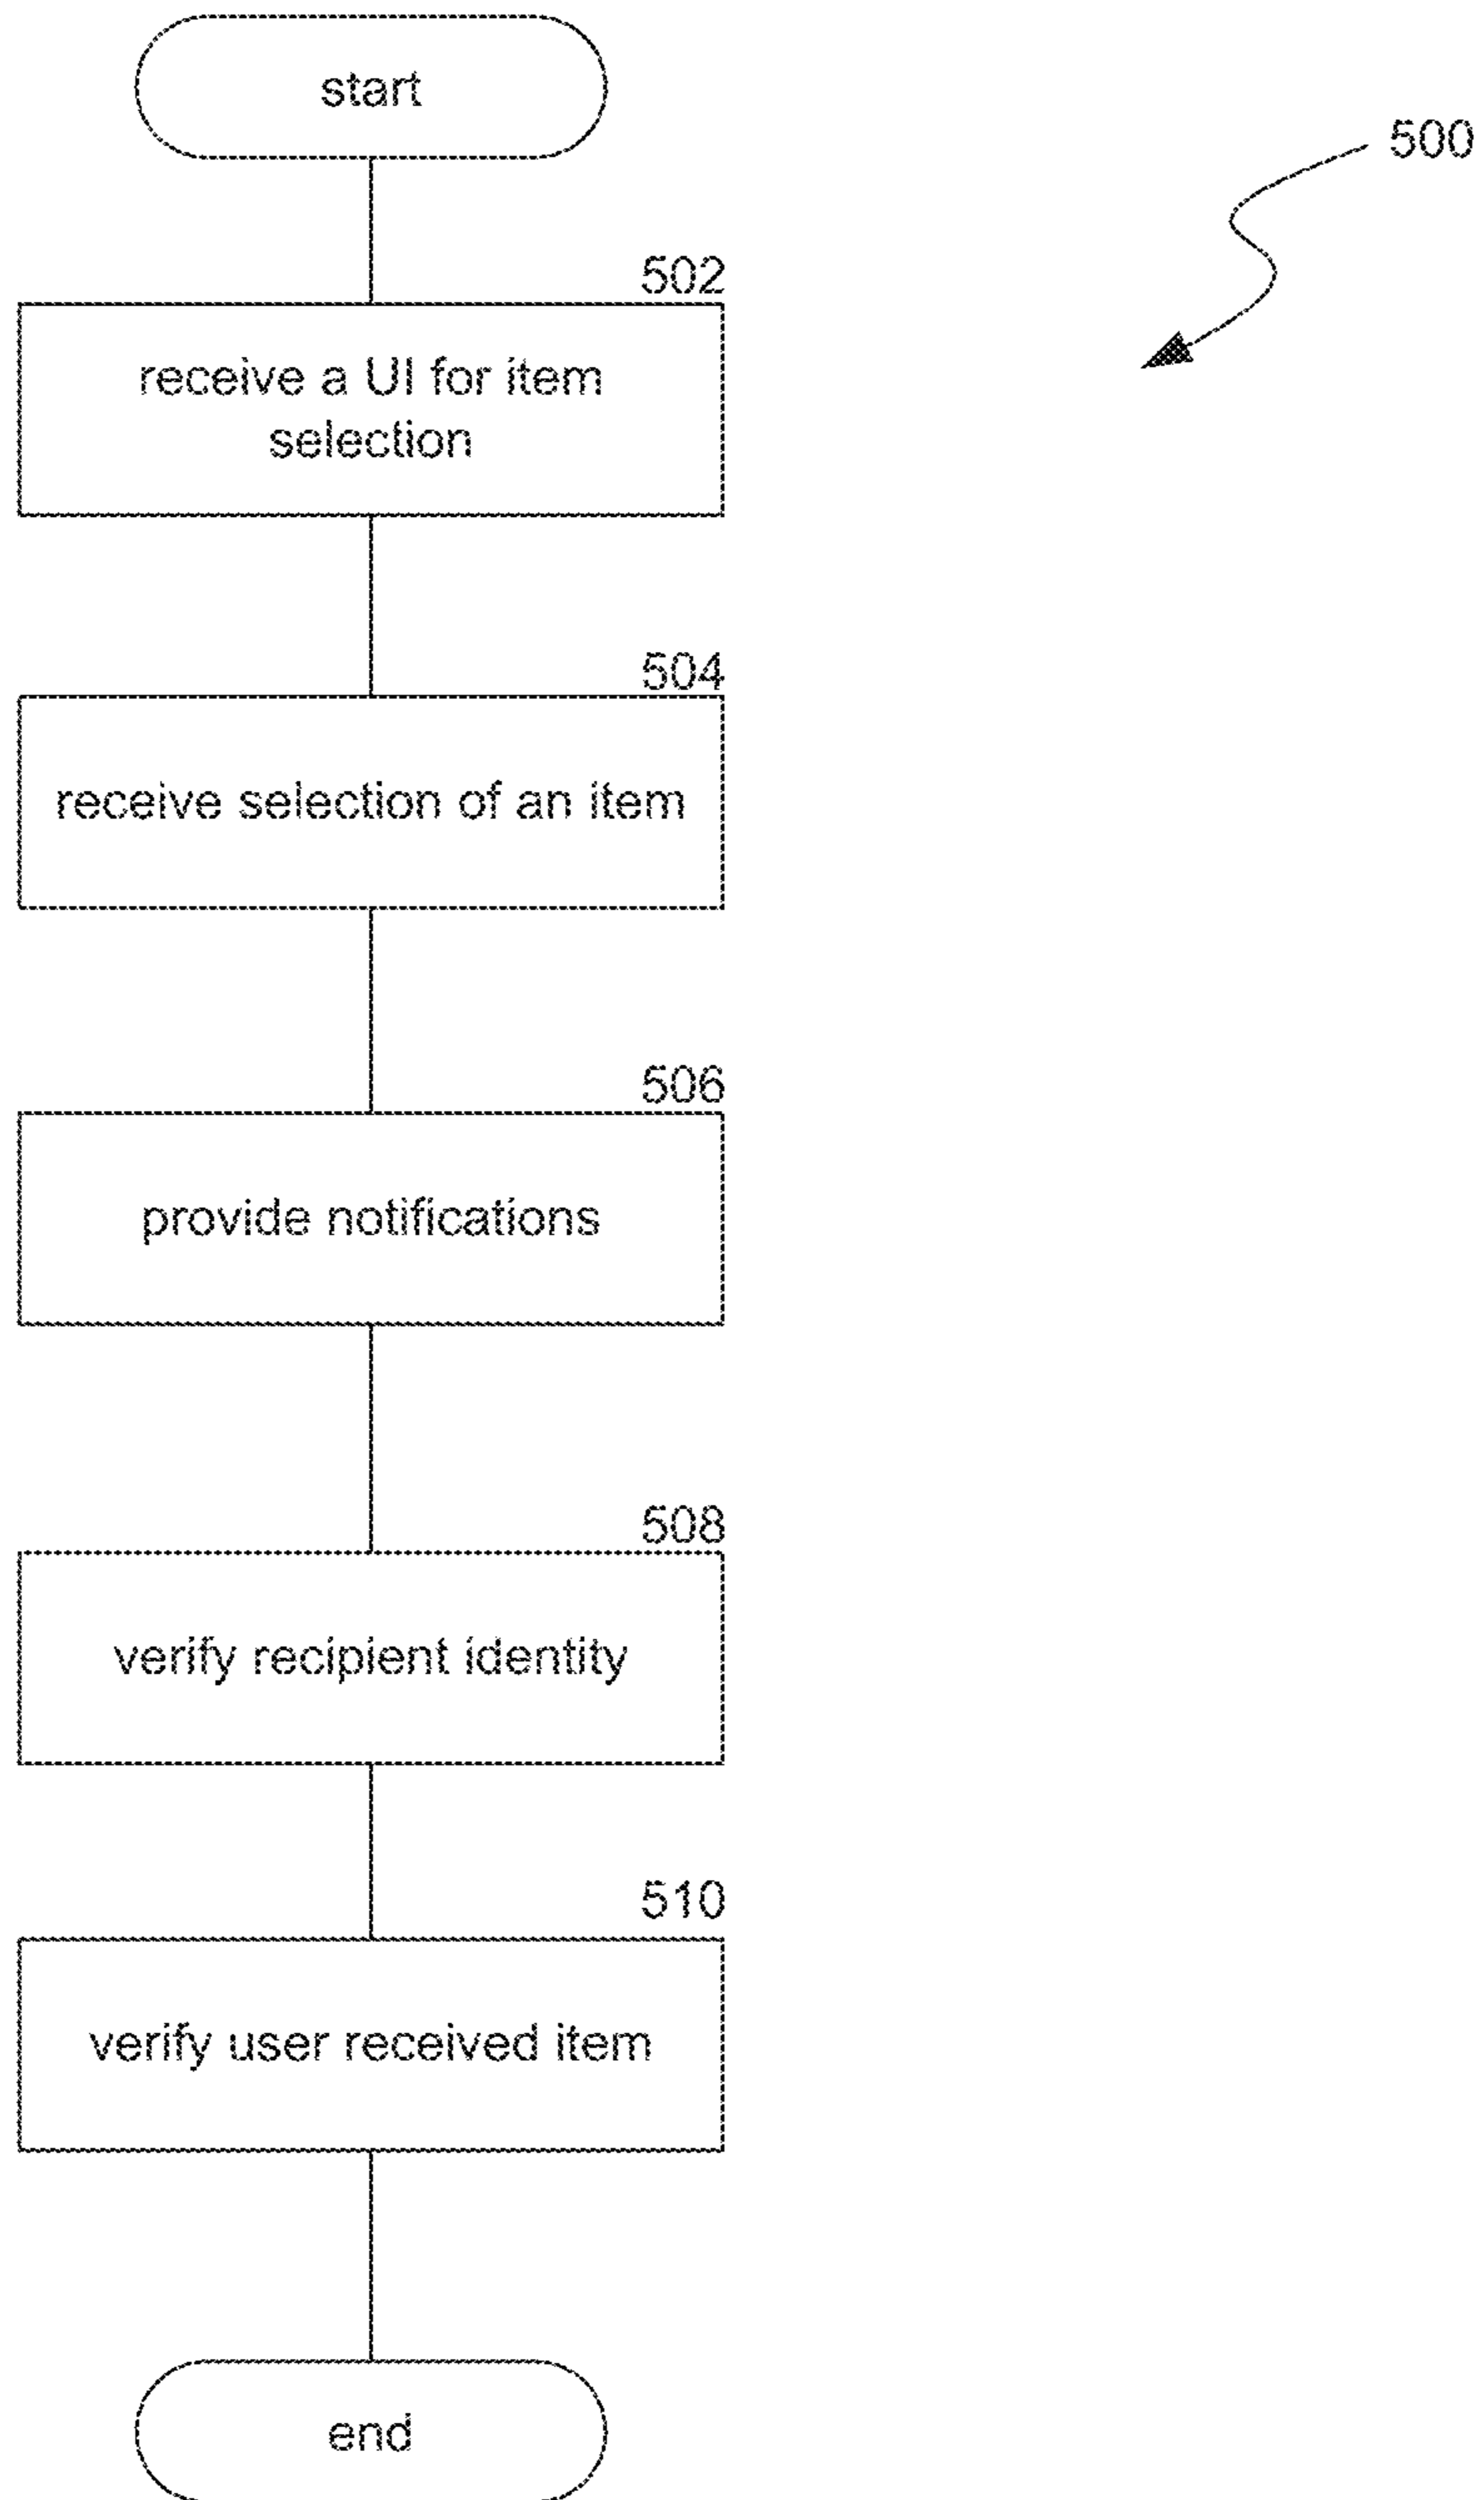 start
500
502
receive a UI for item
selection
504
receive selection of an item
506
provide notifications
508
verify recipient identity
510
verify user received item
end